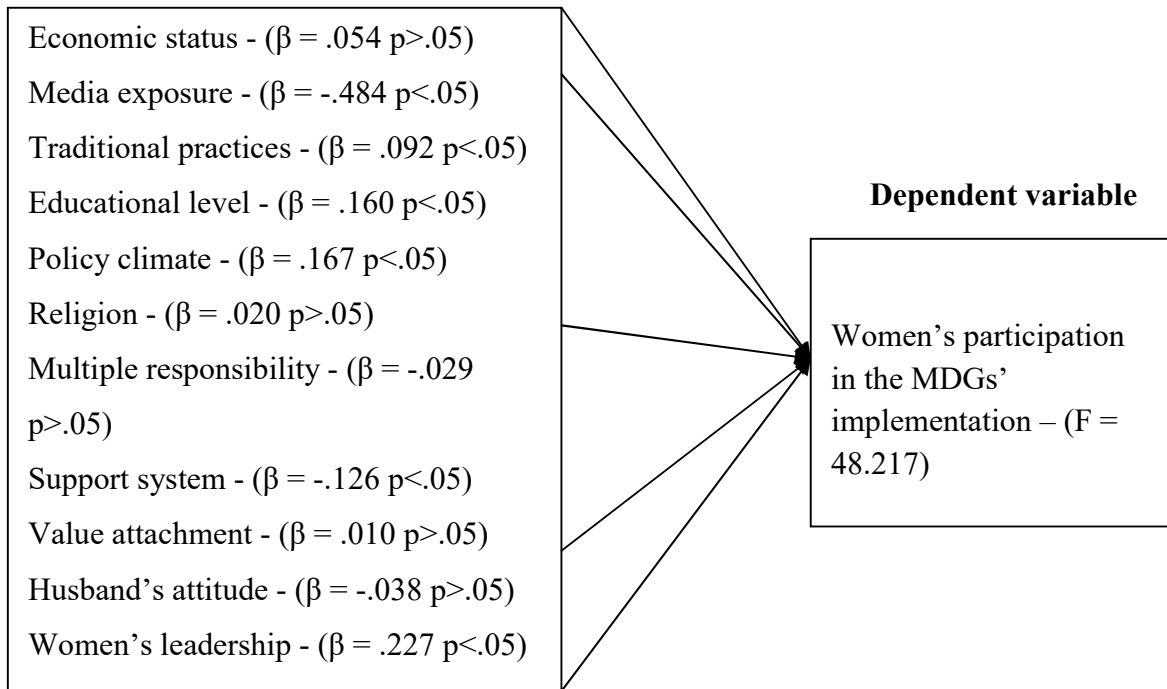 Economic status - (β = .054 p>.05)
Media exposure - (β = -.484 p<.05)
Traditional practices - (β = .092 p<.05)
Educational level - (β = .160 p<.05)
Policy climate - (β = .167 p<.05)
Religion - (β = .020 p>.05)
Multiple responsibility - (β = -.029
p>.05)
Support system - (β = -.126 p<.05)
Value attachment - (β = .010 p>.05)
Husband’s attitude - (β = -.038 p>.05)
Women’s leadership - (β = .227 p<.05)
Dependent variable
Women’s participation
in the MDGs’
implementation – (F =
48.217)